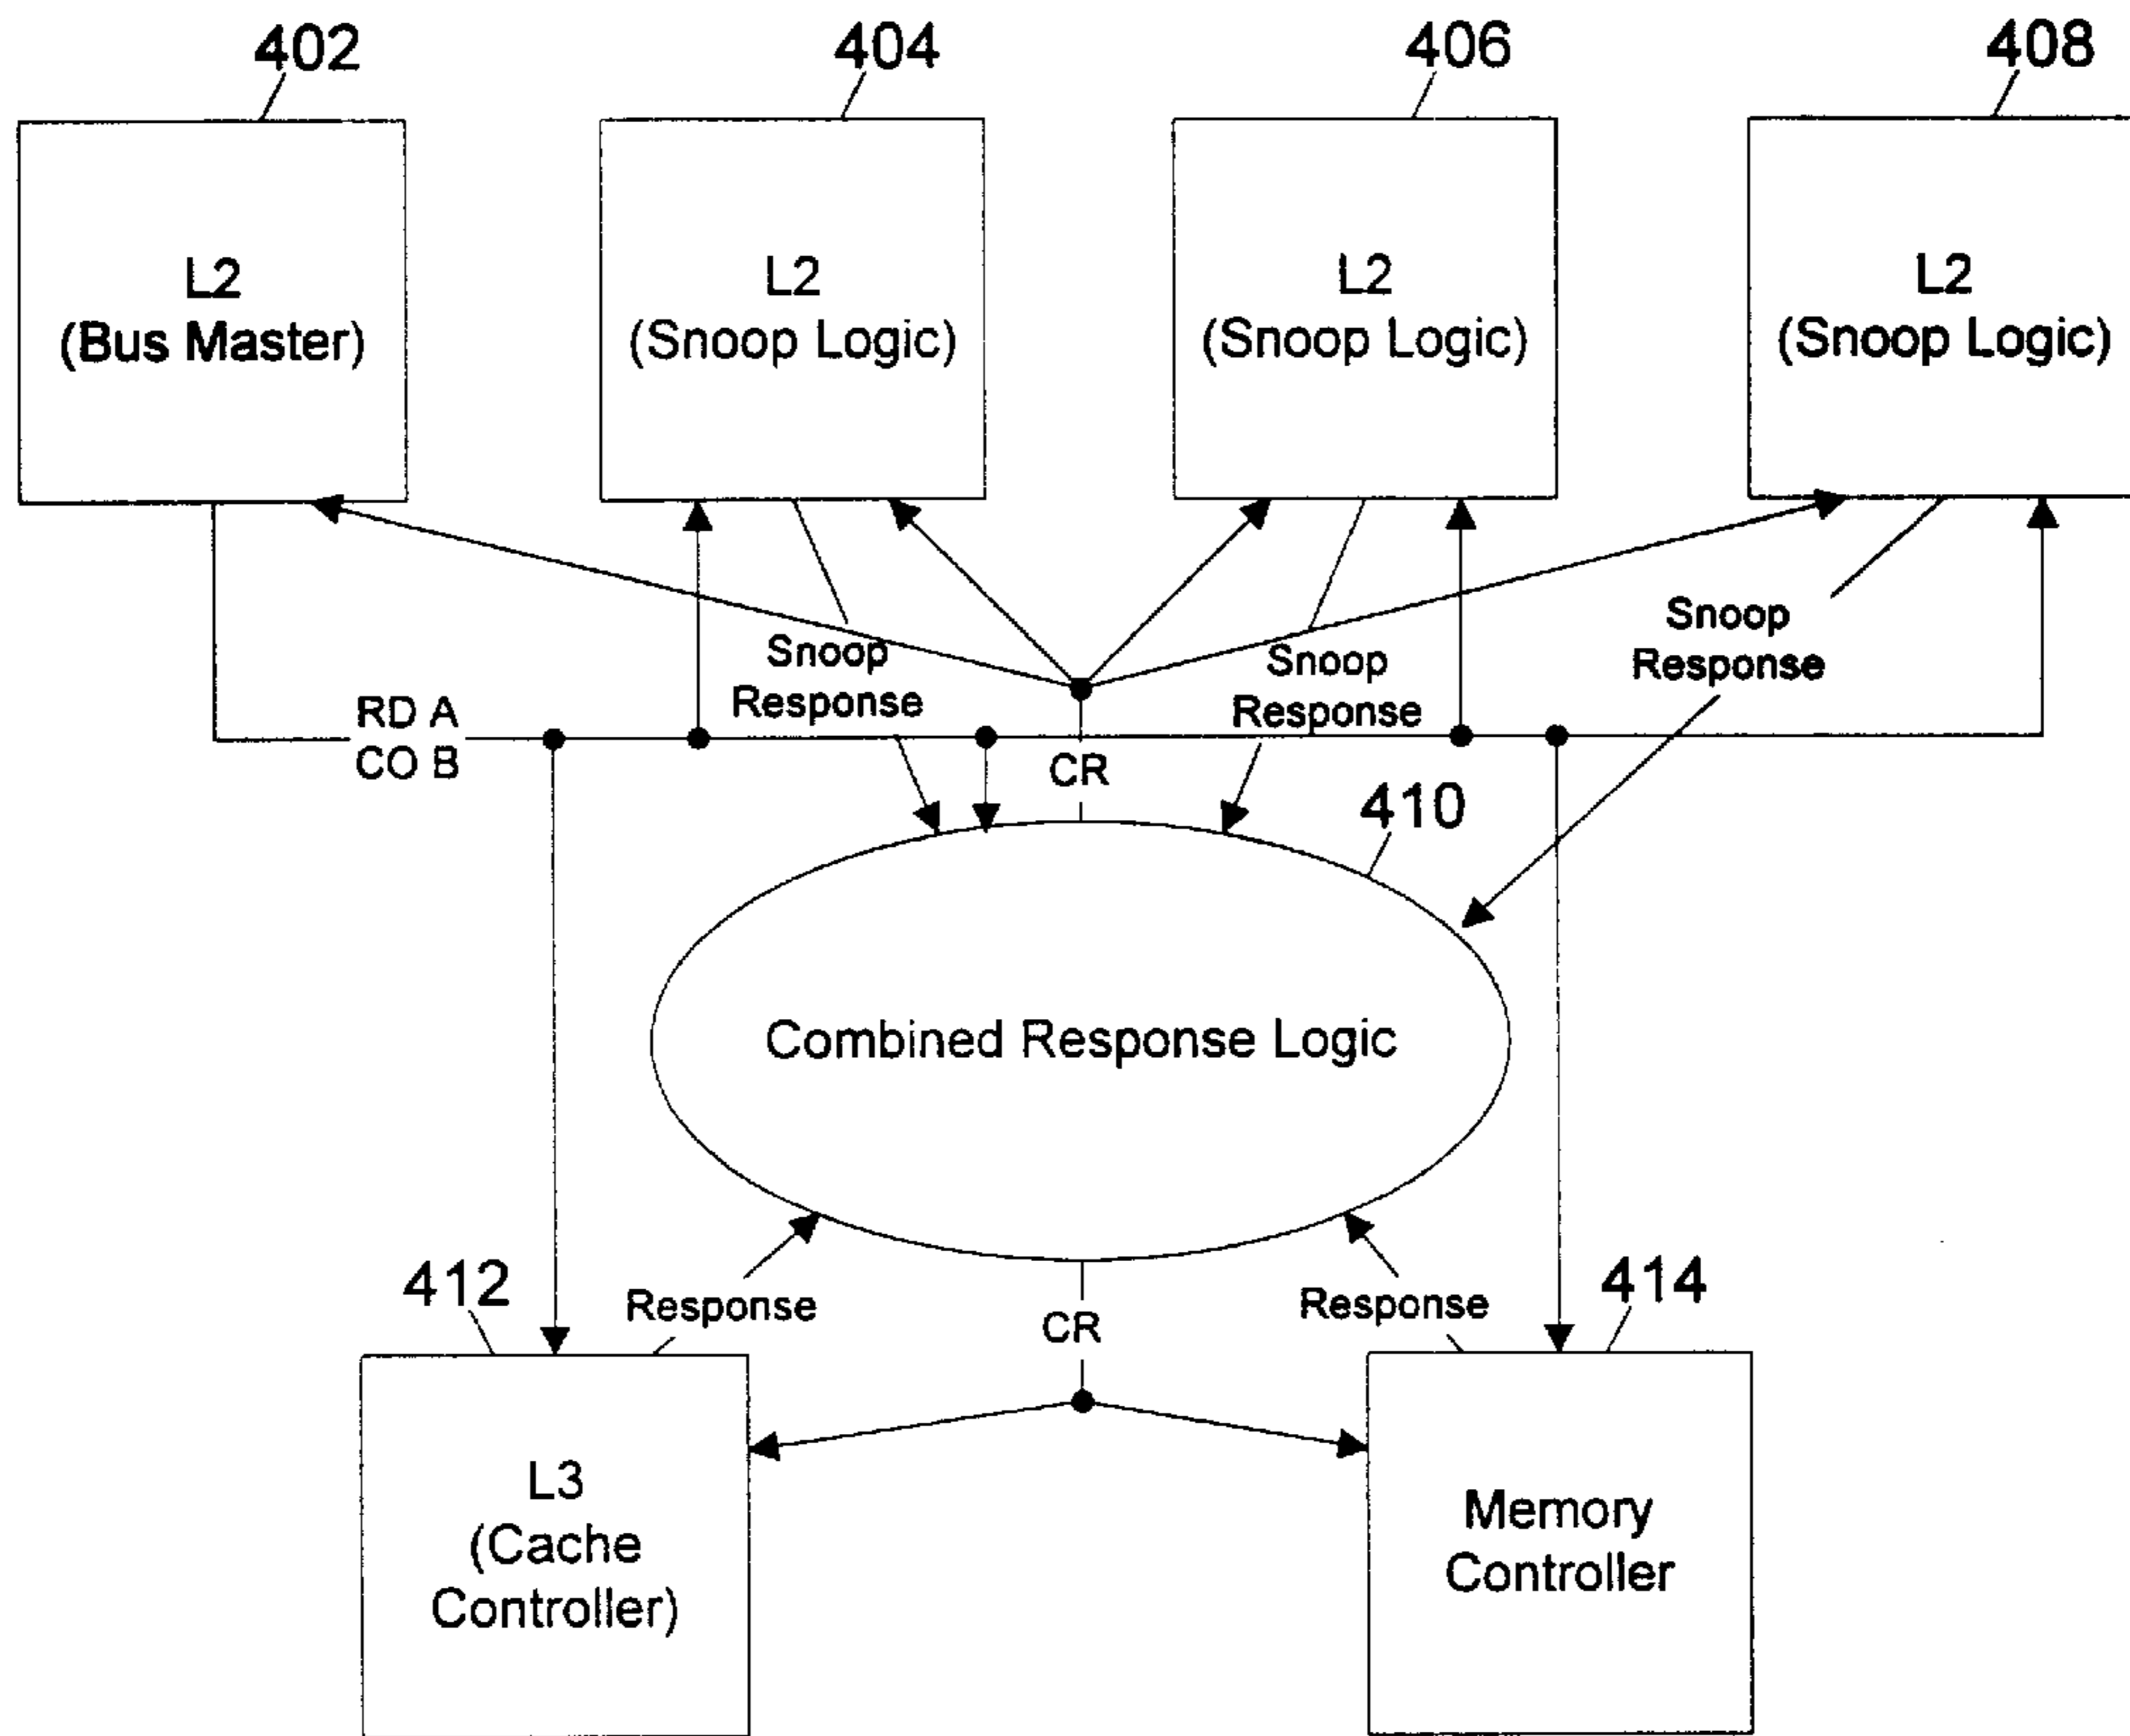 402
404
406
408
L2
(Bus Master)
L2
(Snoop Logic)
L2
(Snoop Logic)
L2
(Snoop Logic)
Snoop
Response
Snoop
Response
Snoop
Response
RD A
CO B
CR
410
Combined Response Logic
412
Response
CR
Response
414
L3
(Cache
Controller)
Memory
Controller